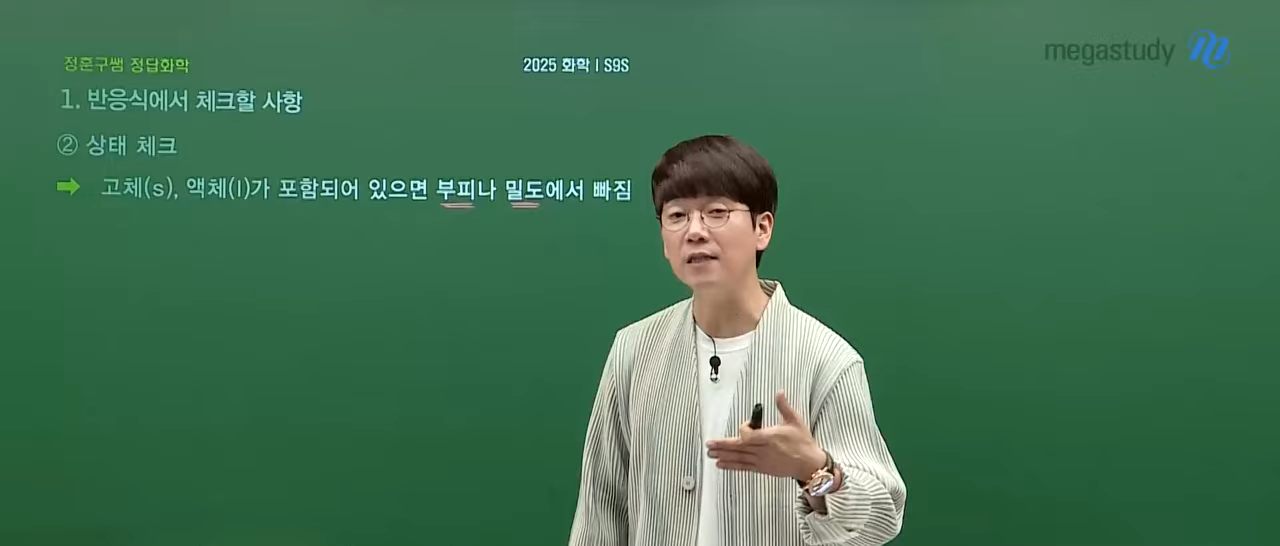 정훈구쌤 정답화학
2025 화학 I S9S
megastudy
1. 반응식에서 체크할 사항
② 상태 체크
➡ 고체(s), 액체(l)가 포함되어 있으면 부피나 밀도에서 빠짐